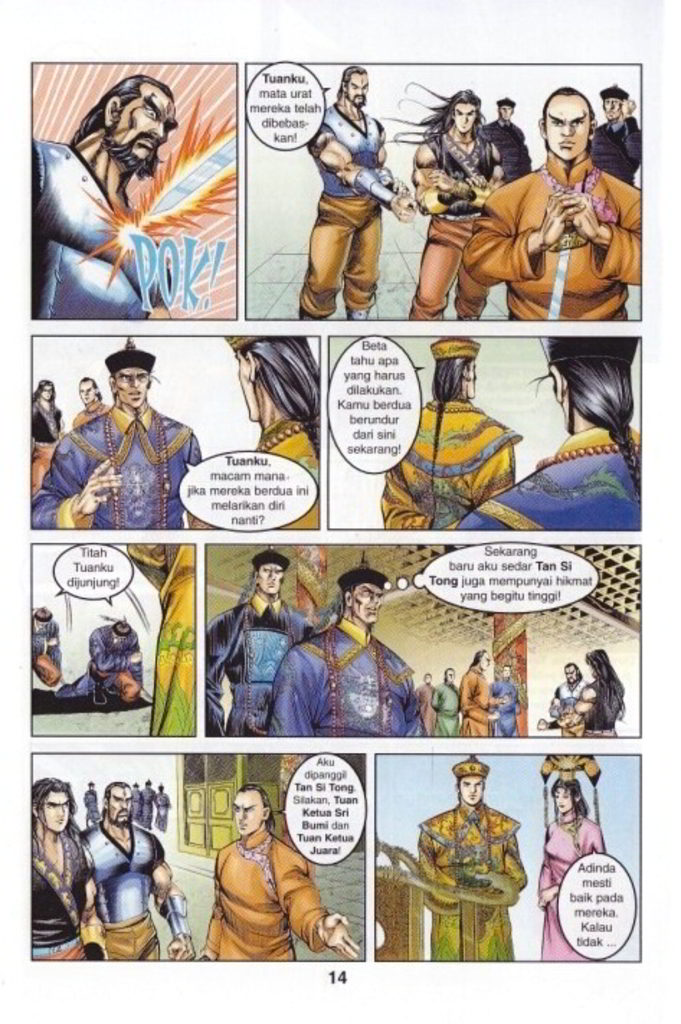 POK!
Tuanku,
mata urat
mereka telah
dibebas-
kan!
Tuanku,
macam mana
jika mereka berdua ini
melarikan diri
nanti?
Beta
tahu apa
yang harus
dilakukan.
Kamu berdua
berundur
dari sini
sekarang!
Titah
Tuanku
dijunjung!
Sekarang
baru aku sedar Tan Si
Tong juga mempunyai hikmat
yang begitu tinggi!
Aku
dipanggil
Tan Si Tong.
Silakan, Tuan
Ketua Sri
Bumi dan
Tuan Ketua
Juara!
Adinda
mesti
baik pada
mereka.
Kalau
tidak ...
14